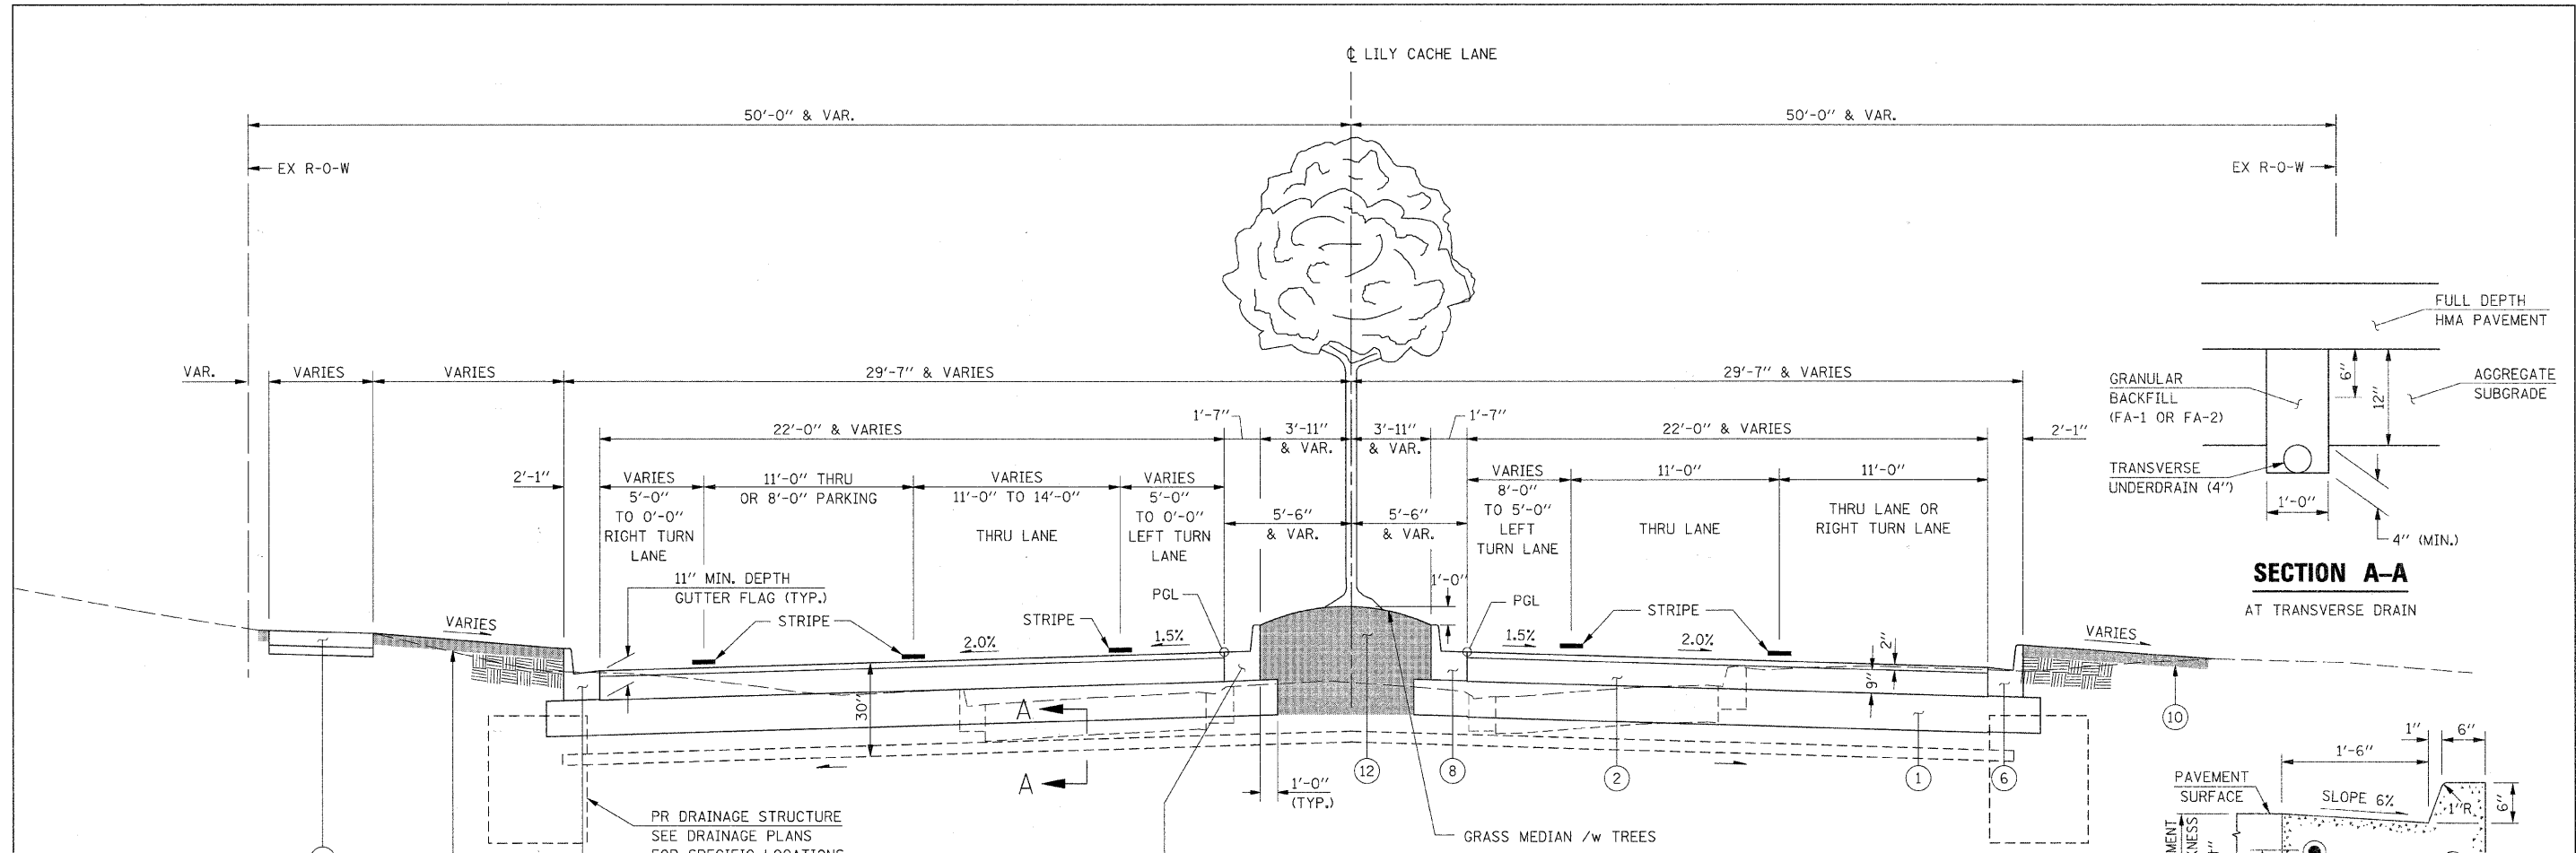 ℄ LILY CACHE LANE
50'-0" & VAR.
50'-0" & VAR.
EX R-O-W
EX R-O-W
FULL DEPTH
HMA PAVEMENT
VAR.
VARIES
VARIES
29'-7" & VARIES
29'-7" & VARIES
GRANULAR
BACKFILL
(FA-1 OR FA-2)
6"
12"
AGGREGATE
SUBGRADE
1'-7"
3'-11"
& VAR.
3'-11"
& VAR.
1'-7"
22'-0" & VARIES
22'-0" & VARIES
2'-1"
2'-1"
VARIES
5'-0"
TO 0'-0"
RIGHT TURN
LANE
11'-0" THRU
OR 8'-0" PARKING
VARIES
11'-0" TO 14'-0"
THRU LANE
VARIES
5'-0"
TO 0'-0"
LEFT TURN
LANE
5'-6"
& VAR.
5'-6"
& VAR.
VARIES
8'-0"
TO 5'-0"
LEFT
TURN LANE
11'-0"
THRU LANE
11'-0"
THRU LANE OR
RIGHT TURN LANE
TRANSVERSE
UNDERDRAIN (4")
1'-0"
4" (MIN.)
SECTION A-A
AT TRANSVERSE DRAIN
11" MIN. DEPTH
GUTTER FLAG (TYP.)
PGL
1'-0"
PGL
STRIPE
STRIPE
STRIPE
VARIES
2.0%
1.5%
1.5%
2.0%
2"
9"
VARIES
30"
A
A
12
8
2
1
6
10
1'-0"
(TYP.)
PR DRAINAGE STRUCTURE
SEE DRAINAGE PLANS
FOR SPECIFIC LOCATIONS
GRASS MEDIAN /w TREES
1"
6"
1'-6"
PAVEMENT
SURFACE
SLOPE 6%
1"R
6"